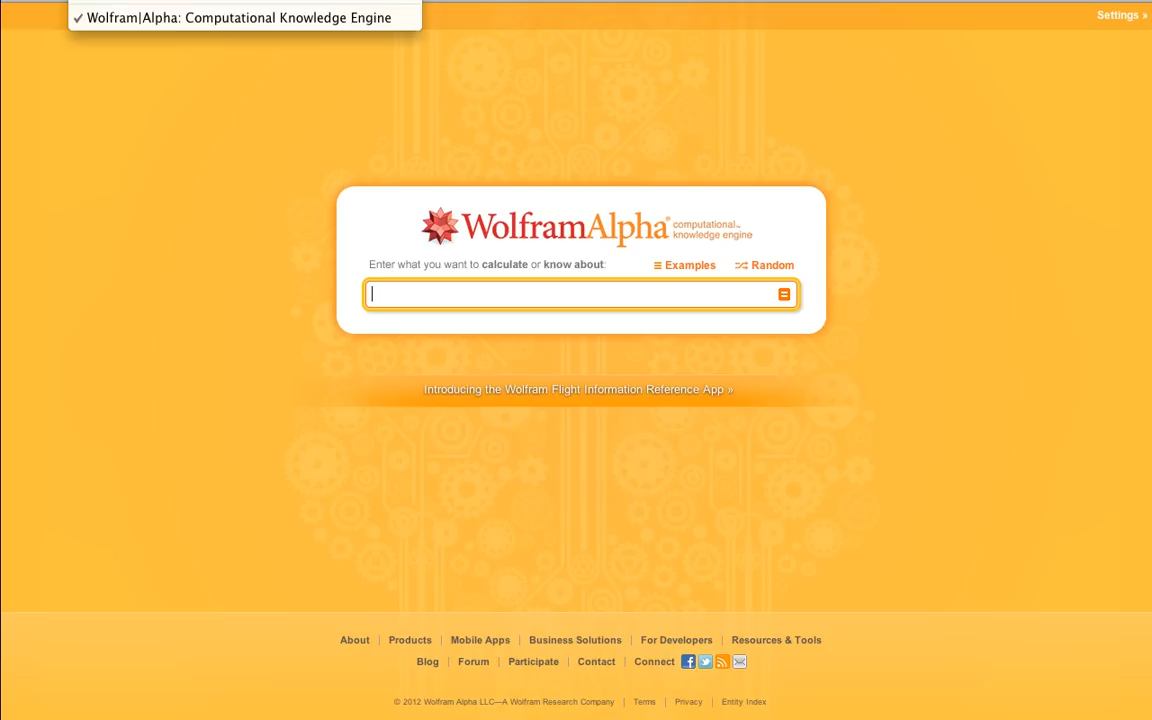 ✓ Wolfram|Alpha: Computational Knowledge Engine
Settings »
WolframAlpha® computational™ knowledge engine
Enter what you want to calculate or know about:
Examples
Random
Introducing the Wolfram Flight Information Reference App »
About | Products | Mobile Apps | Business Solutions | For Developers | Resources & Tools
Blog | Forum | Participate | Contact | Connect
© 2012 Wolfram Alpha LLC—A Wolfram Research Company | Terms | Privacy | Entity Index